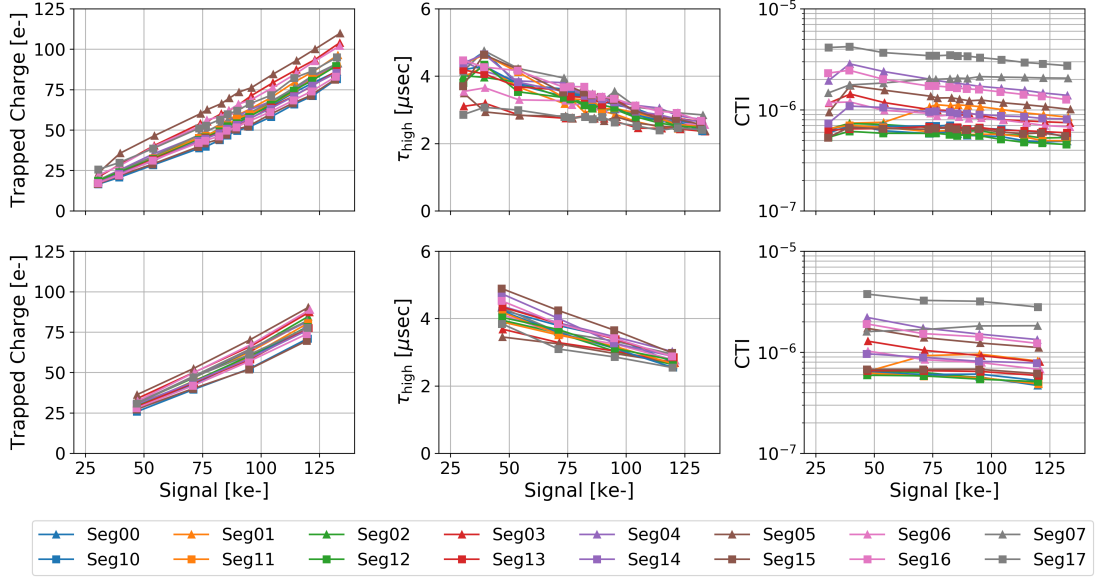 Trapped Charge [e-]
125
100
75
50
25
0
τhigh [μsec]
6
4
2
0
CTI
10⁻⁵
10⁻⁶
10⁻⁷
Trapped Charge [e-]
125
100
75
50
25
0
25 50 75 100 125
Signal [ke-]
τhigh [μsec]
6
4
2
0
25 50 75 100 125
Signal [ke-]
CTI
10⁻⁵
10⁻⁶
10⁻⁷
25 50 75 100 125
Signal [ke-]
Seg00 Seg01 Seg02 Seg03 Seg04 Seg05 Seg06 Seg07
Seg10 Seg11 Seg12 Seg13 Seg14 Seg15 Seg16 Seg17